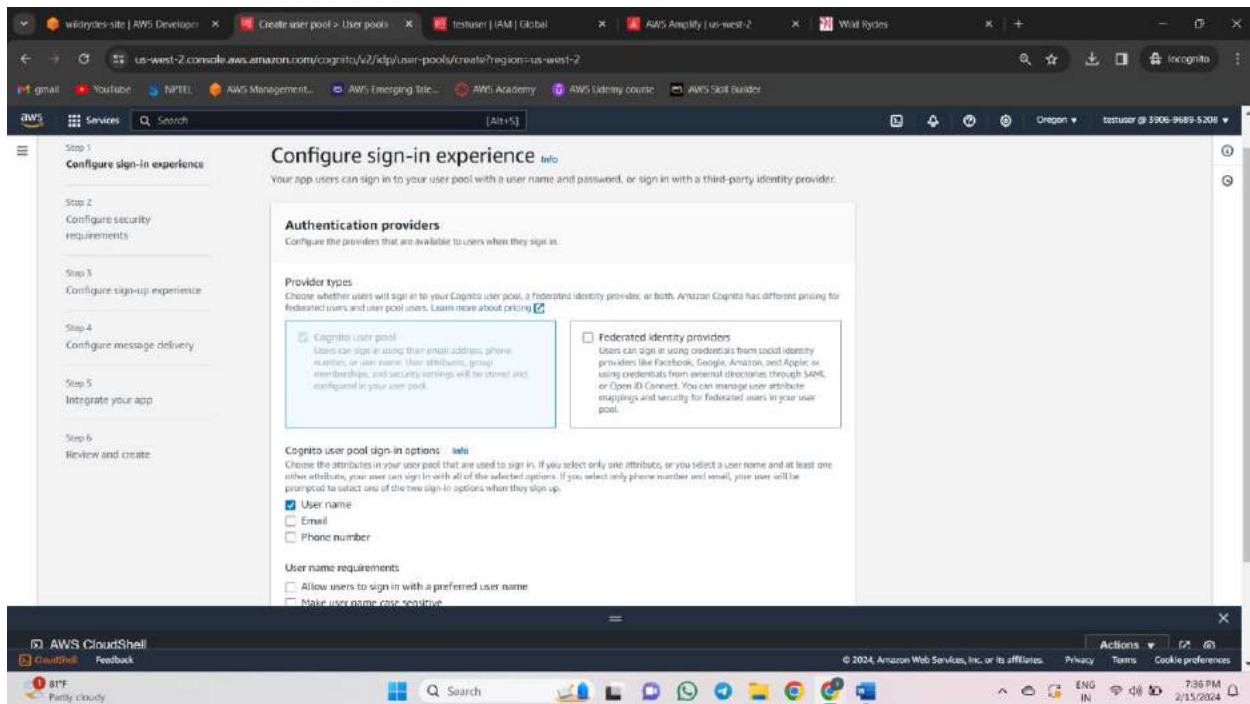 wildrydes-site | AWS Developer
Create user pool > User pools
testuser | IAM | Global
AWS Amplify | us-west-2
Wild Rydes
us-west-2.console.aws.amazon.com/cognito/v2/idp/user-pools/create?region=us-west-2
Incognito
gmail
YouTube
NPTEL
AWS Management...
AWS Emerging Tale...
AWS Academy
AWS Udemy course
AWS Skill Builder
aws
Services
Search
[Alt+S]
Oregon
testuser @ 3906-9689-5208
Step 1
Configure sign-in experience
Step 2
Configure security
requirements
Step 3
Configure sign-up experience
Step 4
Configure message delivery
Step 5
Integrate your app
Step 6
Review and create
Configure sign-in experience Info
Your app users can sign in to your user pool with a user name and password, or sign in with a third-party identity provider.
Authentication providers
Configure the providers that are available to users when they sign in.
Provider types
Choose whether users will sign in to your Cognito user pool, a federated identity provider, or both. Amazon Cognito has different pricing for
federated users and user pool users. Learn more about pricing
Cognito user pool
Users can sign in using their email address, phone
number, or user name. User attributes, group
memberships, and security settings will be stored and
configured in your user pool.
Federated identity providers
Users can sign in using credentials from social identity
providers like Facebook, Google, Amazon, and Apple; or
using credentials from external directories through SAML
or Open ID Connect. You can manage user attribute
mappings and security for federated users in your user
pool.
Cognito user pool sign-in options Info
Choose the attributes in your user pool that are used to sign in. If you select only one attribute, or you select a user name and at least one
other attribute, your user can sign in with all of the selected options. If you select only phone number and email, your user will be
prompted to select one of the two sign-in options when they sign up.
User name
Email
Phone number
User name requirements
Allow users to sign in with a preferred user name
Make user name case sensitive
AWS CloudShell
Actions
CloudShell
Feedback
© 2024, Amazon Web Services, Inc. or its affiliates.
Privacy
Terms
Cookie preferences
1
81°F
Partly cloudy
Search
ENG
IN
7:36 PM
2/15/2024